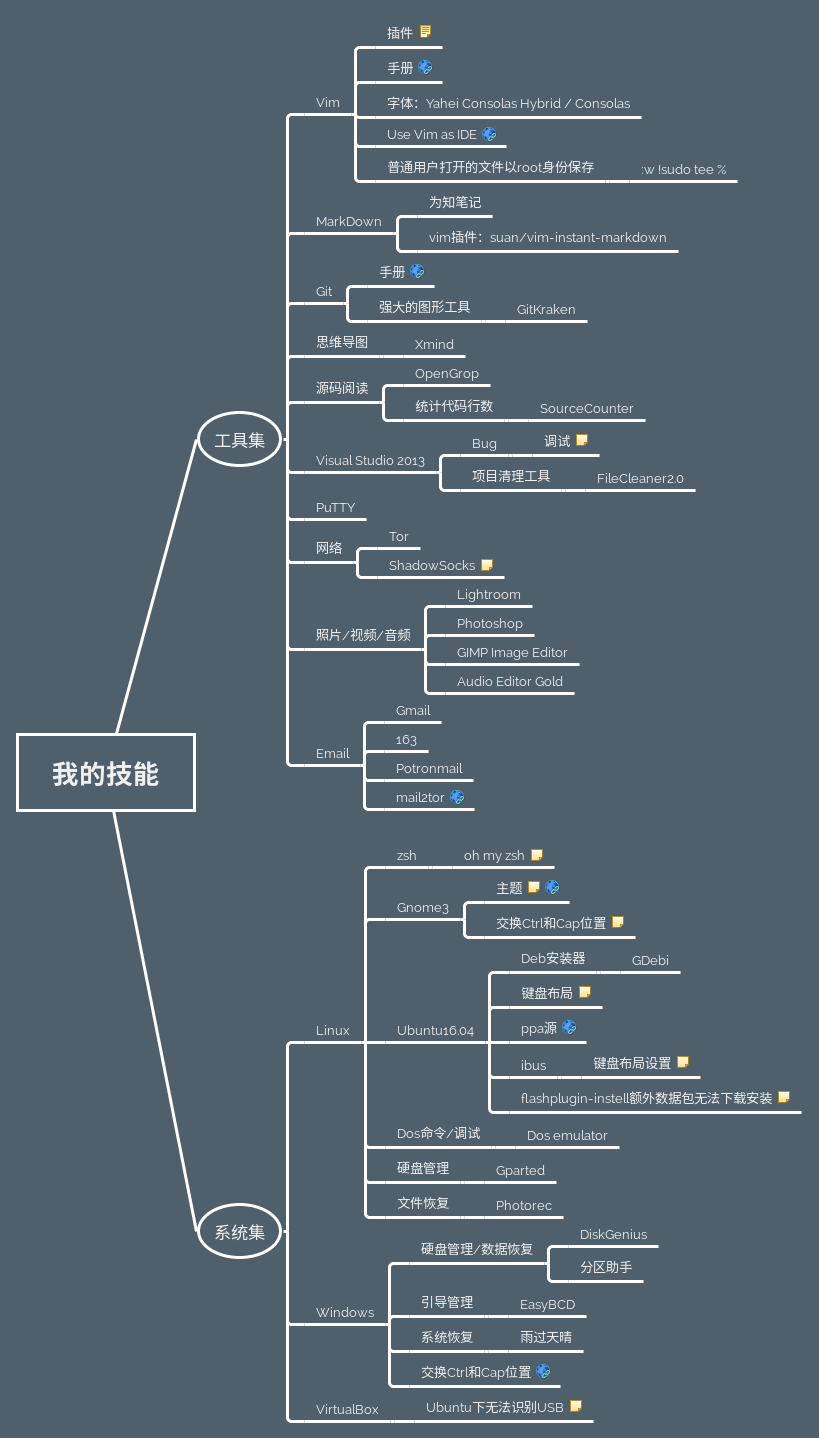 插件
手册
Vim
字体：Yahei Consolas Hybrid / Consolas
Use Vim as IDE
普通用户打开的文件以root身份保存
:w !sudo tee %
为知笔记
MarkDown
vim插件：suan/vim-instant-markdown
手册
Git
强大的图形工具
GitKraken
思维导图
Xmind
OpenGrop
源码阅读
统计代码行数
SourceCounter
工具集
Bug
调试
Visual Studio 2013
项目清理工具
FileCleaner2.0
PuTTY
Tor
网络
ShadowSocks
Lightroom
Photoshop
照片/视频/音频
GIMP Image Editor
Audio Editor Gold
Gmail
163
Email
Potronmail
mail2tor
我的技能
zsh
oh my zsh
主题
Gnome3
交换Ctrl和Cap位置
Deb安装器
GDebi
键盘布局
Linux
Ubuntu16.04
ppa源
ibus
键盘布局设置
flashplugin-instell额外数据包无法下载安装
Dos命令/调试
Dos emulator
硬盘管理
Gparted
文件恢复
Photorec
系统集
硬盘管理/数据恢复
DiskGenius
分区助手
Windows
引导管理
EasyBCD
系统恢复
雨过天晴
交换Ctrl和Cap位置
VirtualBox
Ubuntu下无法识别USB